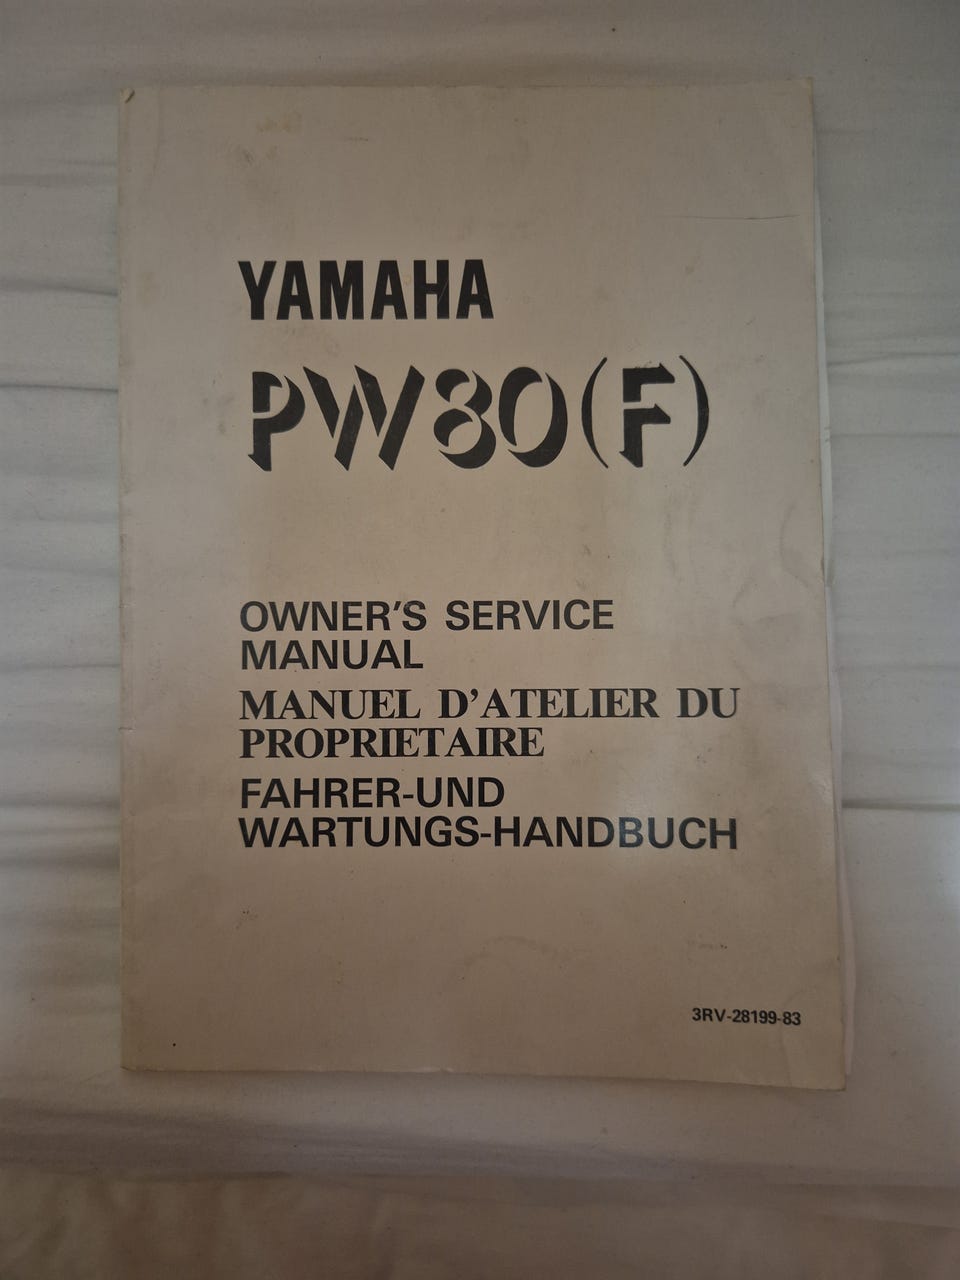 YAMAHA
PW80(F)
OWNER'S SERVICE
MANUAL
MANUEL D'ATELIER DU
PROPRIETAIRE
FAHRER-UND
WARTUNGS-HANDBUCH
3RV-28199-83